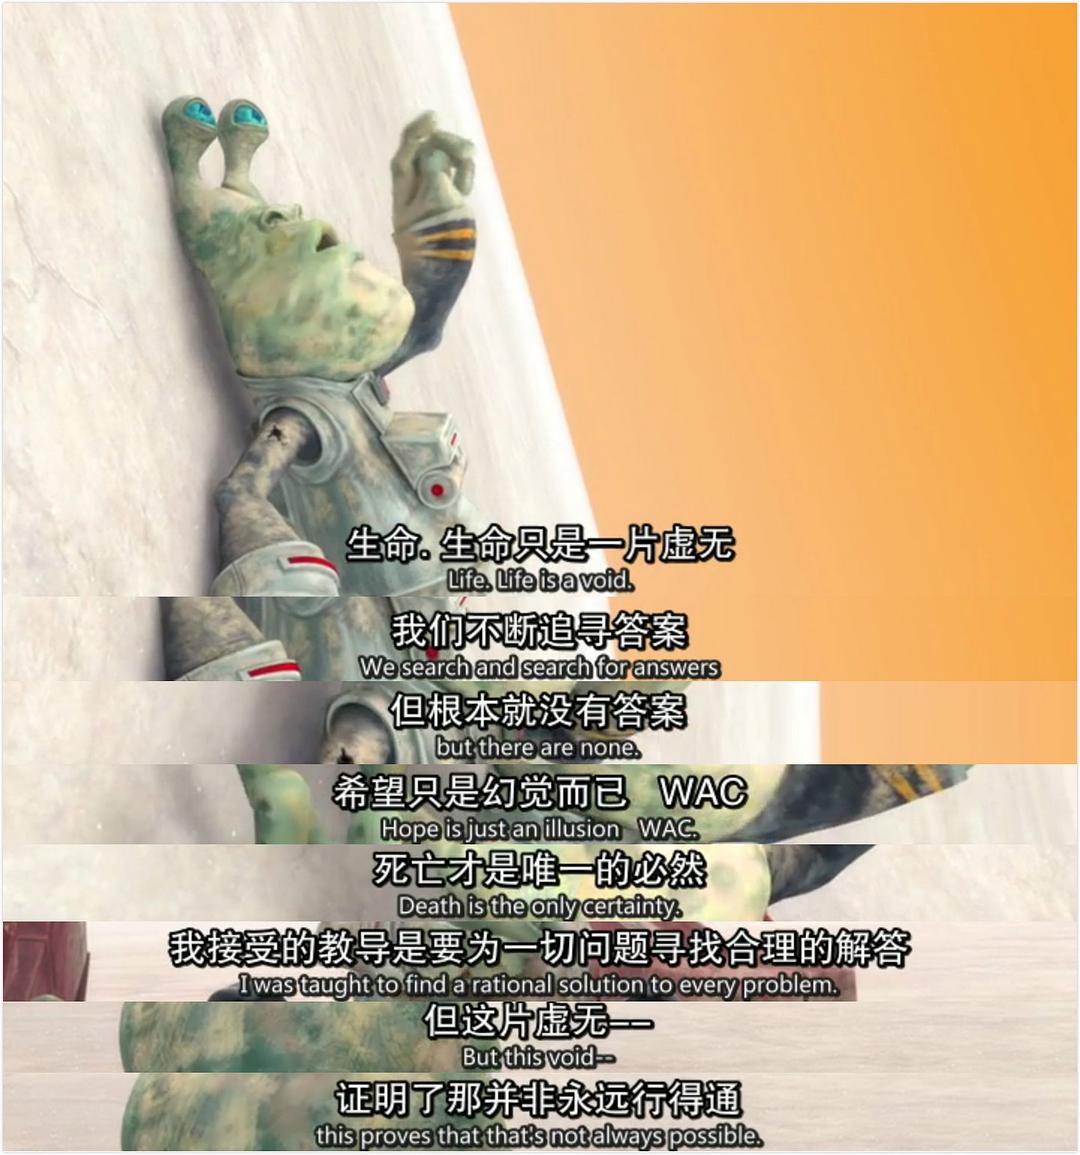 生命. 生命只是一片虚无
Life. Life is a void.
我们不断追寻答案
We search and search for answers
但根本就没有答案
but there are none.
希望只是幻觉而已 WAC
Hope is just an illusion WAC.
死亡才是唯一的必然
Death is the only certainty.
我接受的教导是要为一切问题寻找合理的解答
I was taught to find a rational solution to every problem.
但这片虚无--
But this void--
证明了那并非永远行得通
this proves that that's not always possible.